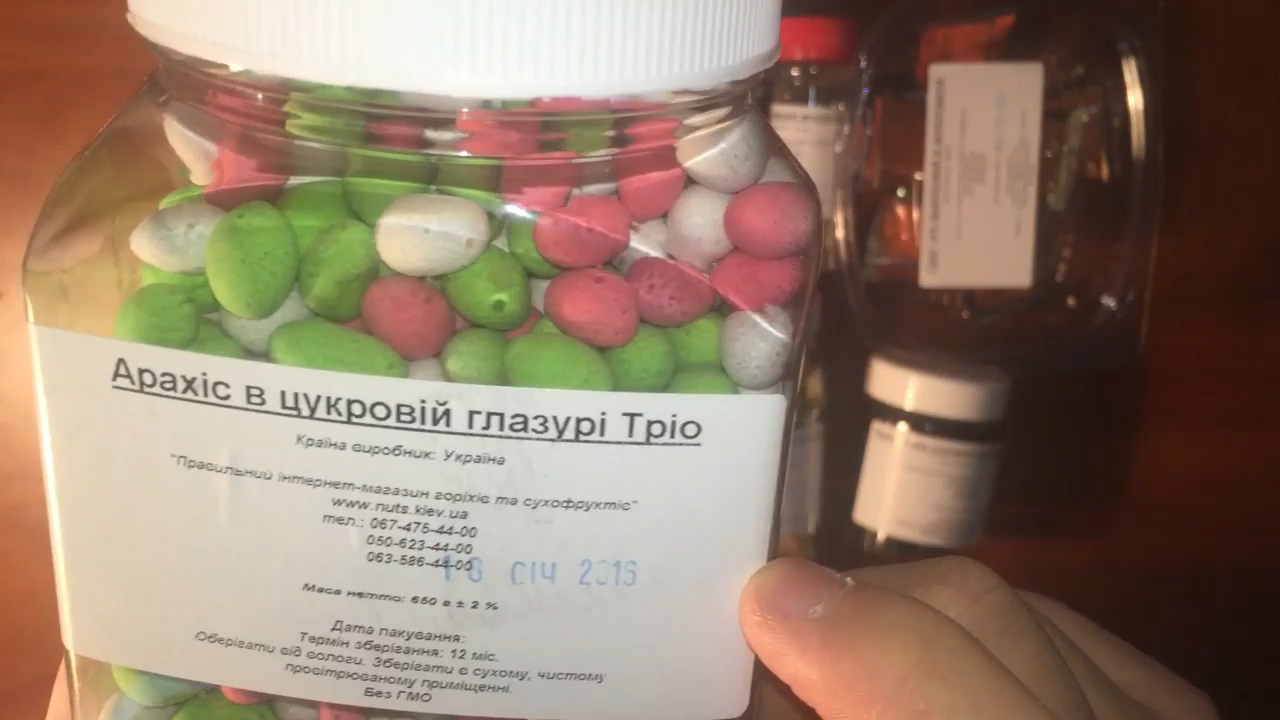 Арахіс в цукровій глазурі Тріо
Країна виробник: Україна
"Правильний інтернет-магазин горіхів та сухофруктів"
www.nuts.kiev.ua
тел.: 067-475-44-00
050-623-44-00
063-586-44-00
СІЧ
Маса нетто: 650 г ± 2 %
Дата пакування:
Термін зберігання: 12 міс.
Оберігати від вологи. Зберігати в сухому, чистому
провітрюваному приміщенні.
Без ГМО